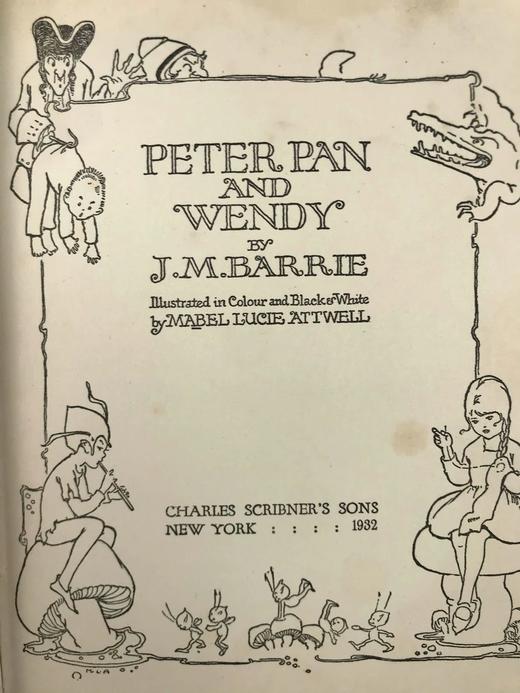 PETER PAN
AND
WENDY
BY
J.M.BARRIE
Illustrated in Colour and Black & White
by MABEL LUCIE ATTWELL
CHARLES SCRIBNER'S SONS
NEW YORK : : : : 1932
MLA